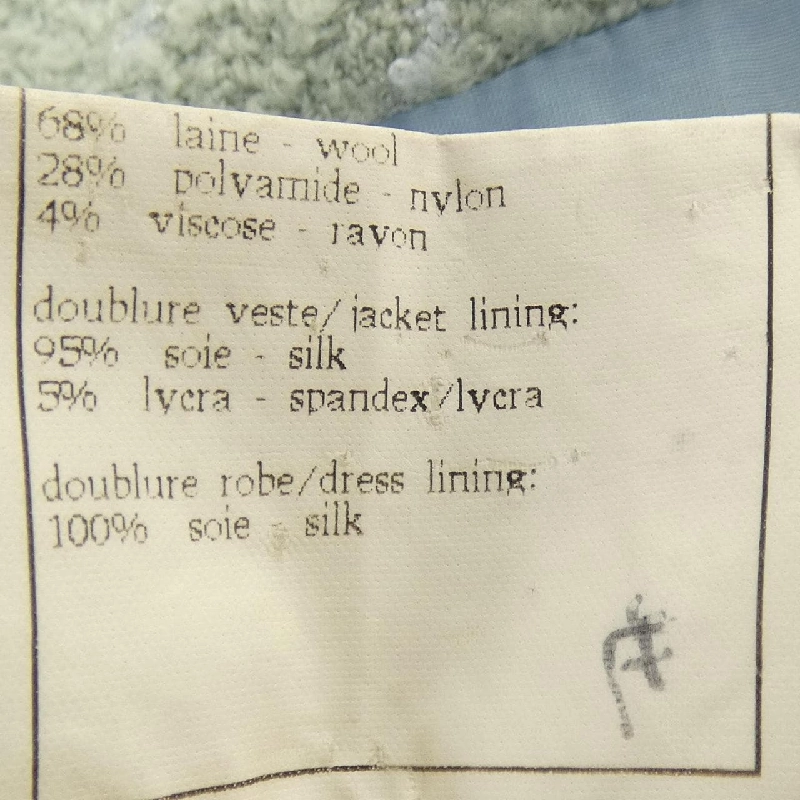 68% laine - wool
28% polyamide - nylon
4% viscose - rayon
doublure veste/jacket lining:
95% soie - silk
5% lycra - spandex/lycra
doublure robe/dress lining:
100% soie - silk